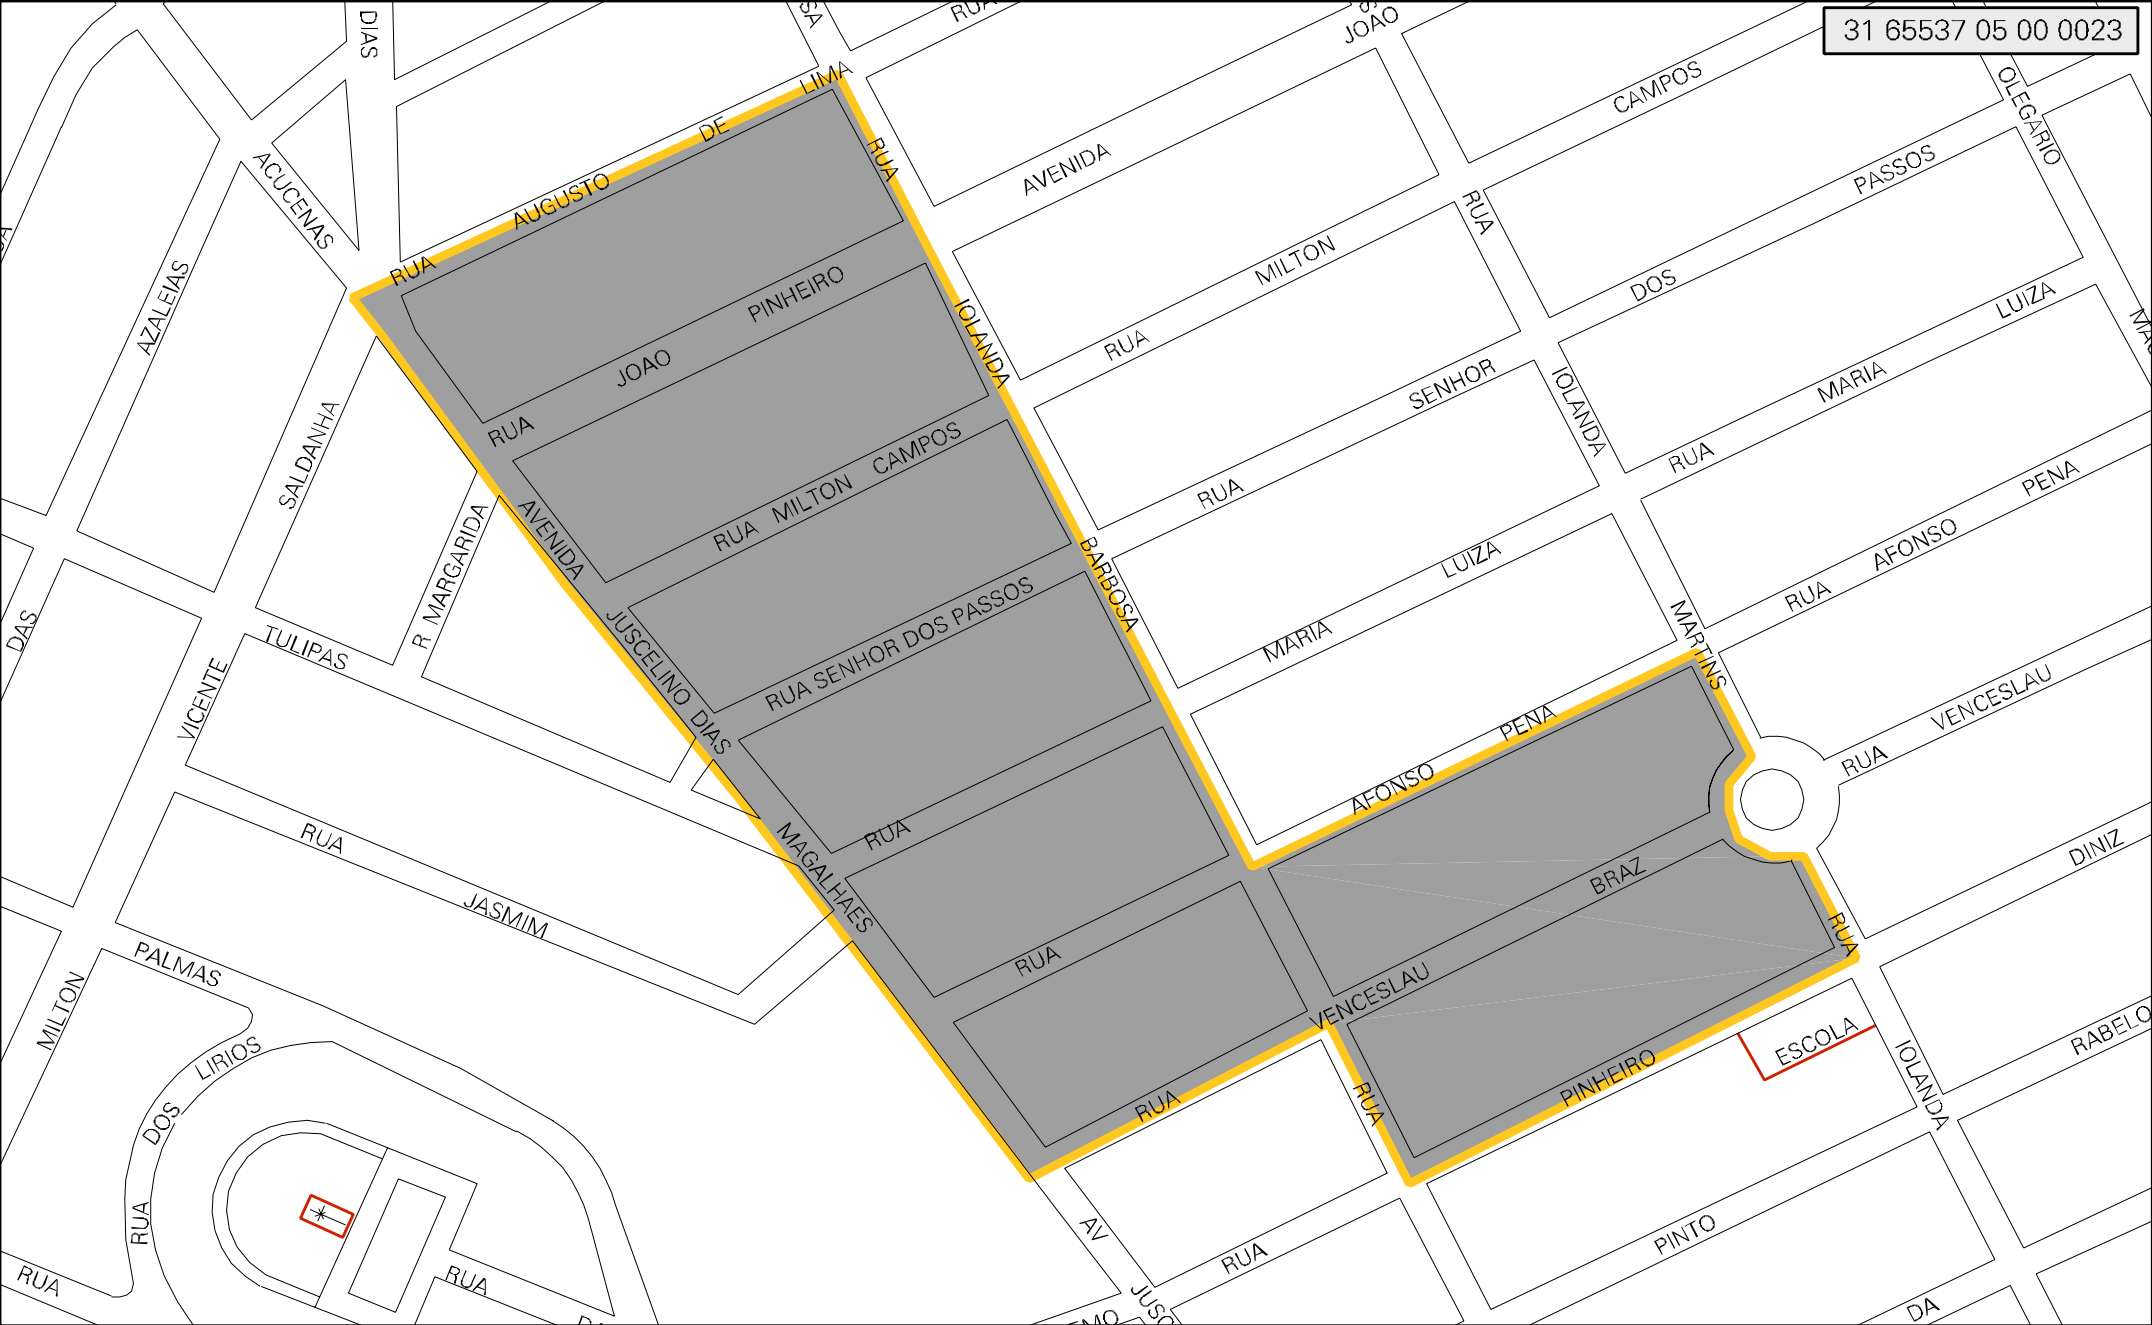 31 65537 05 00 0023
DIAS
RUA
JOAO
LIMA
DE
CAMPOS
OLEGARIO
RUA
ACUCENAS
AVENIDA
PASSOS
AUGUSTO
RUA
RUA
MILTON
PINHEIRO
DOS
LUIZA
AZALEIAS
IOLANDA
RUA
JOAO
SENHOR
MARIA
IOLANDA
RUA
SALDANHA
CAMPOS
RUA
RUA
PENA
AVENIDA
MILTON
RUA
R MARGARIDA
BARBOSA
LUIZA
AFONSO
RUA
DAS
TULIPAS
JUSCELINO DIAS
RUA SENHOR DOS PASSOS
MARIA
MARTINS
VICENTE
PENA
VENCESLAU
AFONSO
RUA
RUA
RUA
MAGALHAES
BRAZ
DINIZ
JASMIM
RUA
RUA
PALMAS
VENCESLAU
MILTON
LIRIOS
DOS
RUA
RUA
PINHEIRO
ESCOLA
IOLANDA
RABELO
RUA
RUA
RUA
AV
RUA
PINTO
JUSC
DA